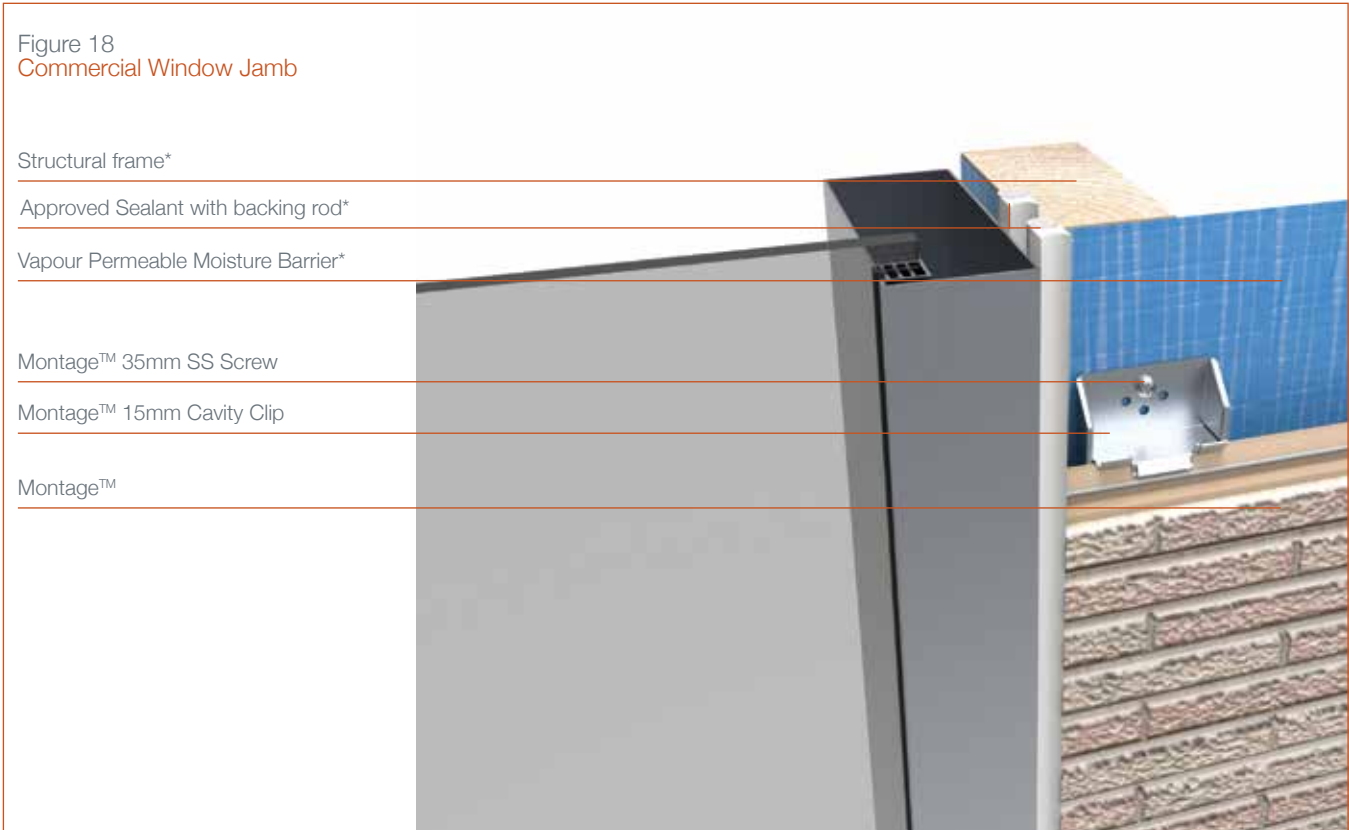 Figure 18
Commercial Window Jamb
Structural frame*
Approved Sealant with backing rod*
Vapour Permeable Moisture Barrier*
Montage™ 35mm SS Screw
Montage™ 15mm Cavity Clip
Montage™